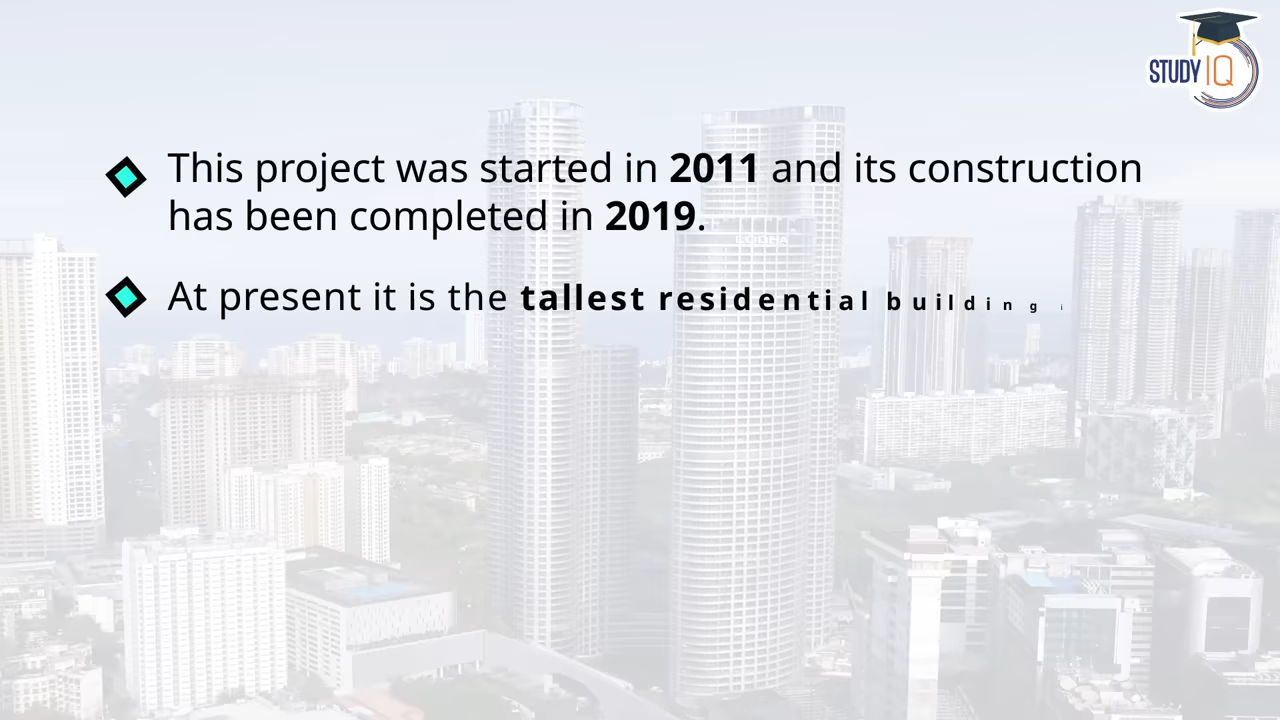 STUDY IQ
This project was started in 2011 and its construction
has been completed in 2019.
At present it is the tallest residential building
LODHA